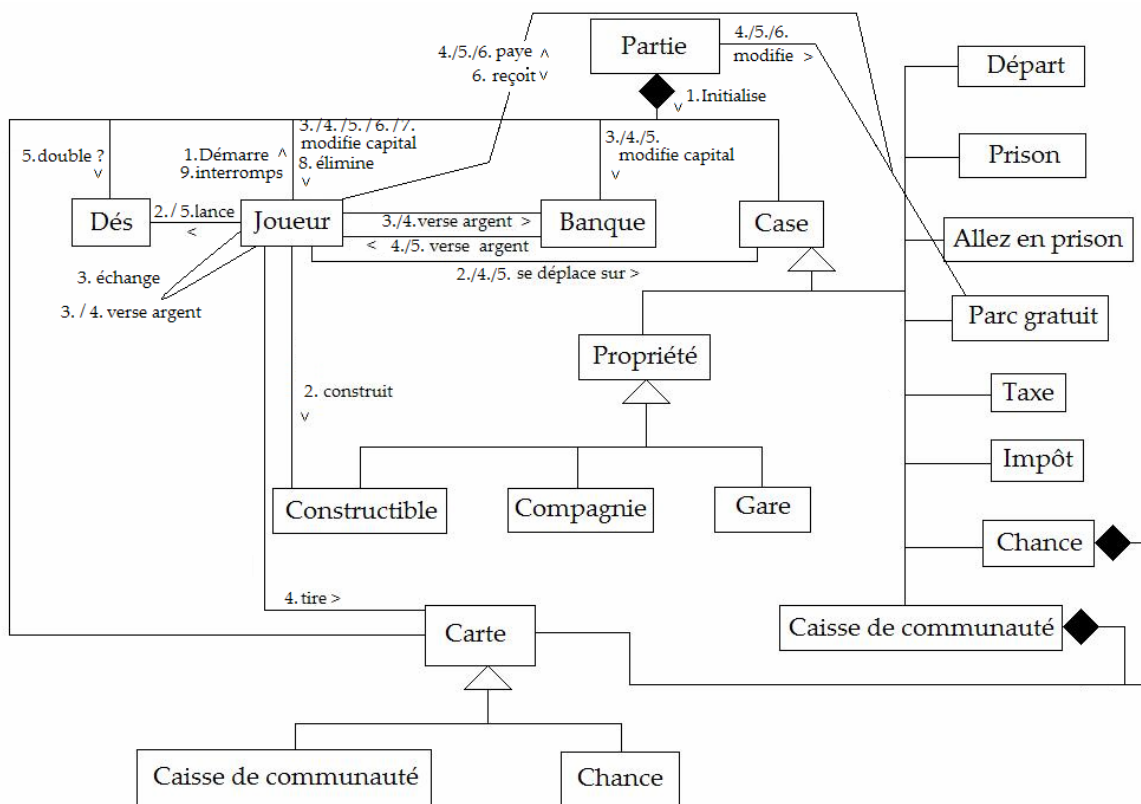 Partie
4./5./6.
modifie >
4./5./6. paye ^
6. reçoit v
Départ
1.Initialise
v
3./4./5./6./7.
modifie capital
8. élimine
v
3./4./5.
modifie capital
v
5.double ?
v
1.Démarre ^
9.interromps
Prison
Dés
2./5.lance
<
Joueur
3./4.verse argent >
Banque
Case
< 4./5. verse argent
Allez en prison
2./4./5. se déplace sur >
3. échange
3. / 4. verse argent
Parc gratuit
Propriété
2. construit
v
Taxe
Impôt
Constructible
Compagnie
Gare
Chance
4. tire >
Carte
Caisse de communauté
Caisse de communauté
Chance